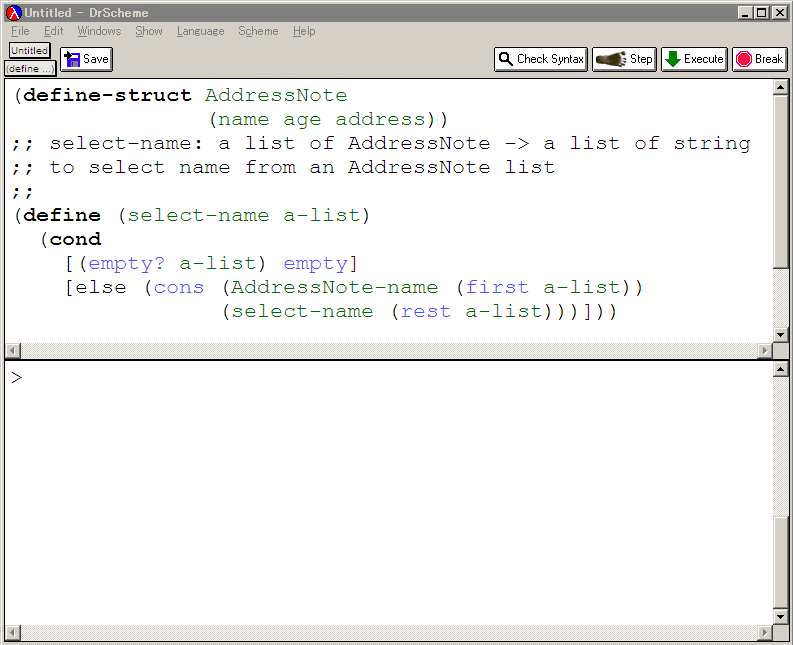 Untitled - DrScheme
File Edit Windows Show Language Scheme Help
Untitled
(define ...)
Save
Check Syntax
Step
Execute
Break
(define-struct AddressNote
(name age address))
;; select-name: a list of AddressNote -> a list of string
;; to select name from an AddressNote list
;;
(define (select-name a-list)
(cond
[(empty? a-list) empty]
[else (cons (AddressNote-name (first a-list))
(select-name (rest a-list)))]))
>